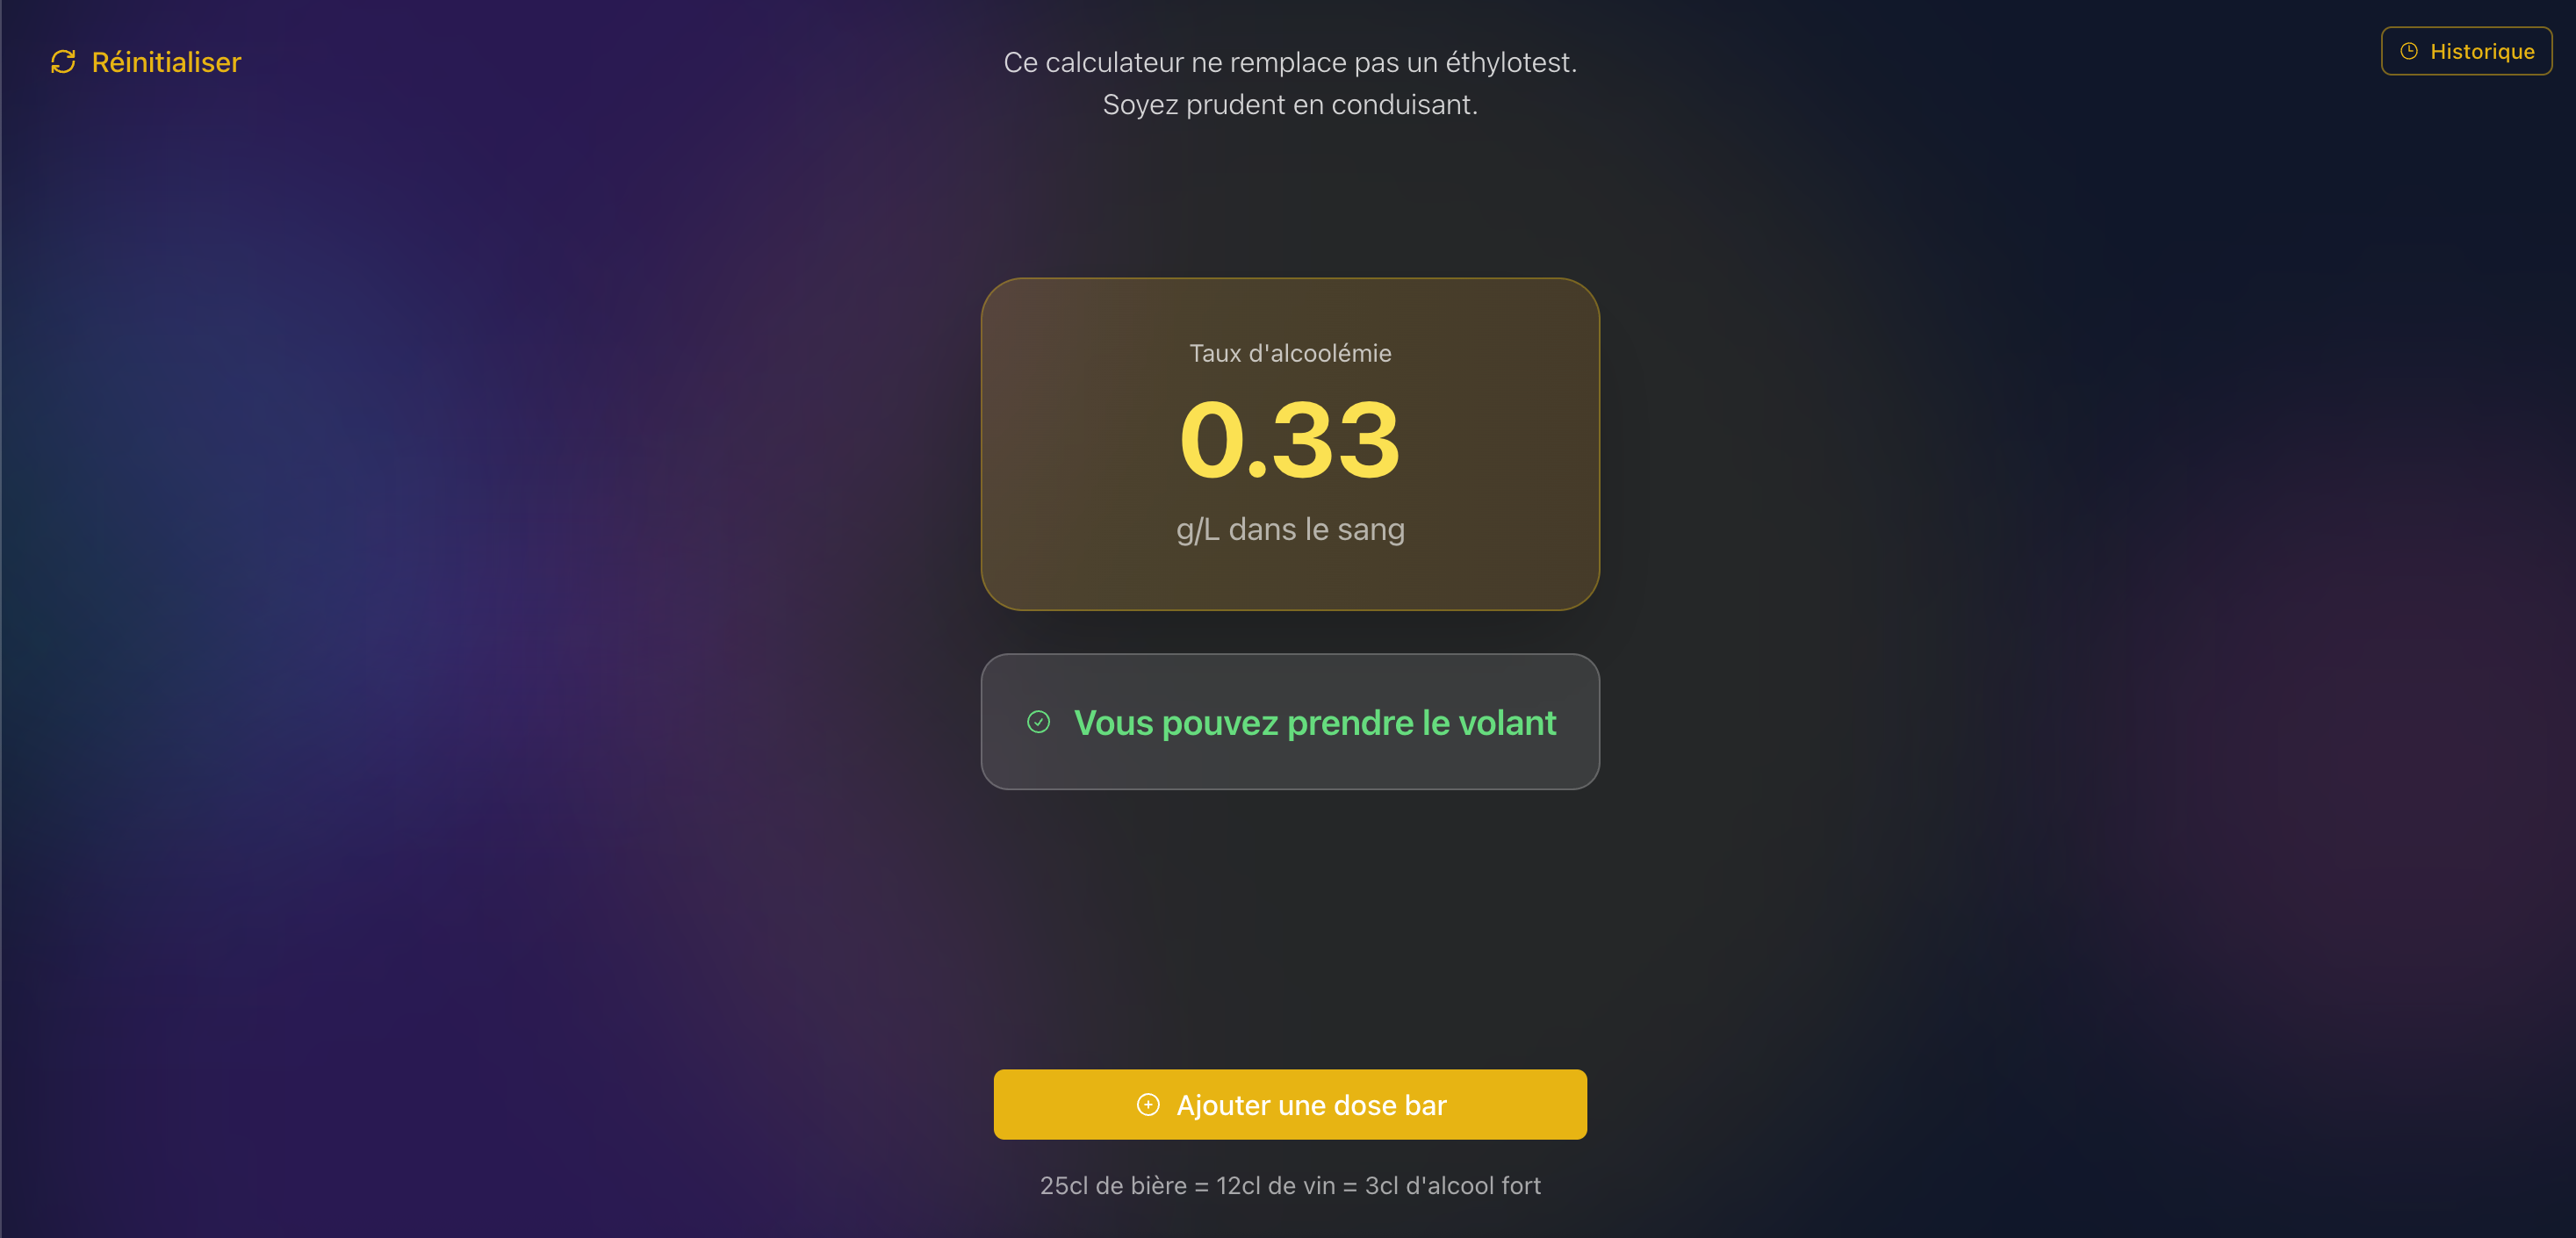 Réinitialiser
Ce calculateur ne remplace pas un éthylotest.
Soyez prudent en conduisant.
Historique
Taux d'alcoolémie
0.33
g/L dans le sang
Vous pouvez prendre le volant
Ajouter une dose bar
25cl de bière = 12cl de vin = 3cl d'alcool fort